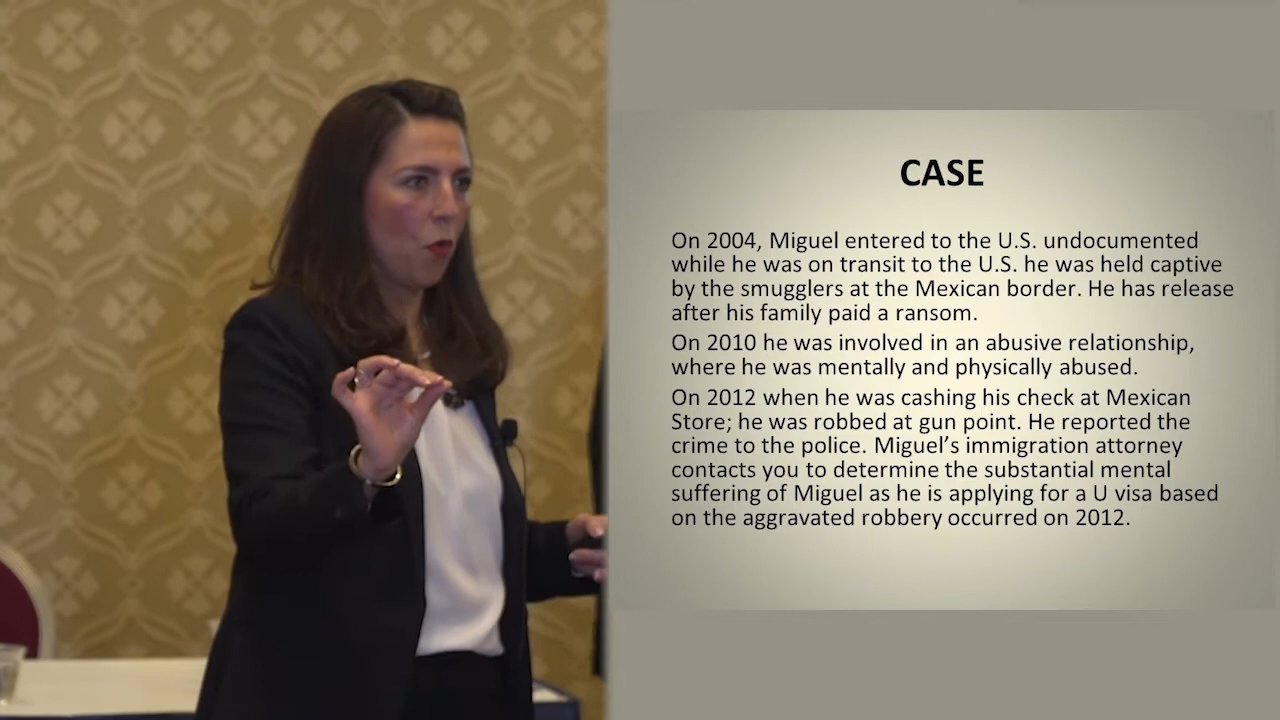 CASE
On 2004, Miguel entered to the U.S. undocumented
while he was on transit to the U.S. he was held captive
by the smugglers at the Mexican border. He has release
after his family paid a ransom.
On 2010 he was involved in an abusive relationship,
where he was mentally and physically abused.
On 2012 when he was cashing his check at Mexican
Store; he was robbed at gun point. He reported the
crime to the police. Miguel’s immigration attorney
contacts you to determine the substantial mental
suffering of Miguel as he is applying for a U visa based
on the aggravated robbery occurred on 2012.